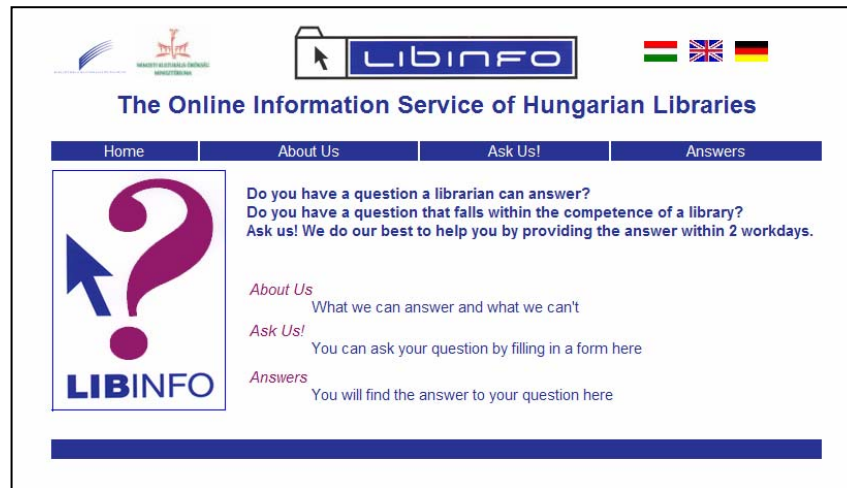 NEMZETI KULTURÁLIS ÖRÖKSÉG
MINISZTÉRIUMA
LIBINFO
The Online Information Service of Hungarian Libraries
Home About Us Ask Us! Answers
Do you have a question a librarian can answer?
Do you have a question that falls within the competence of a library?
Ask us! We do our best to help you by providing the answer within 2 workdays.
About Us
What we can answer and what we can't
Ask Us!
You can ask your question by filling in a form here
Answers
You will find the answer to your question here
LIBINFO